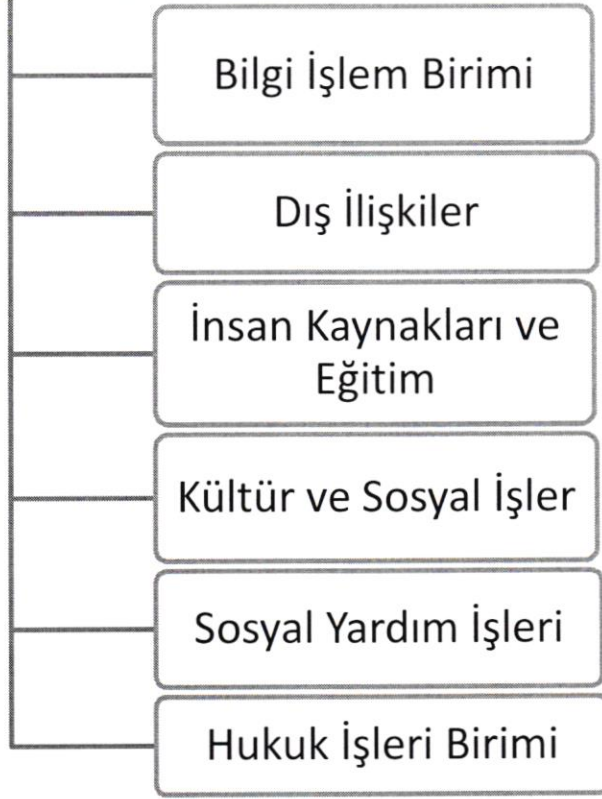 Bilgi İşlem Birimi
Dış İlişkiler
İnsan Kaynakları ve
Eğitim
Kültür ve Sosyal İşler
Sosyal Yardım İşleri
Hukuk İşleri Birimi